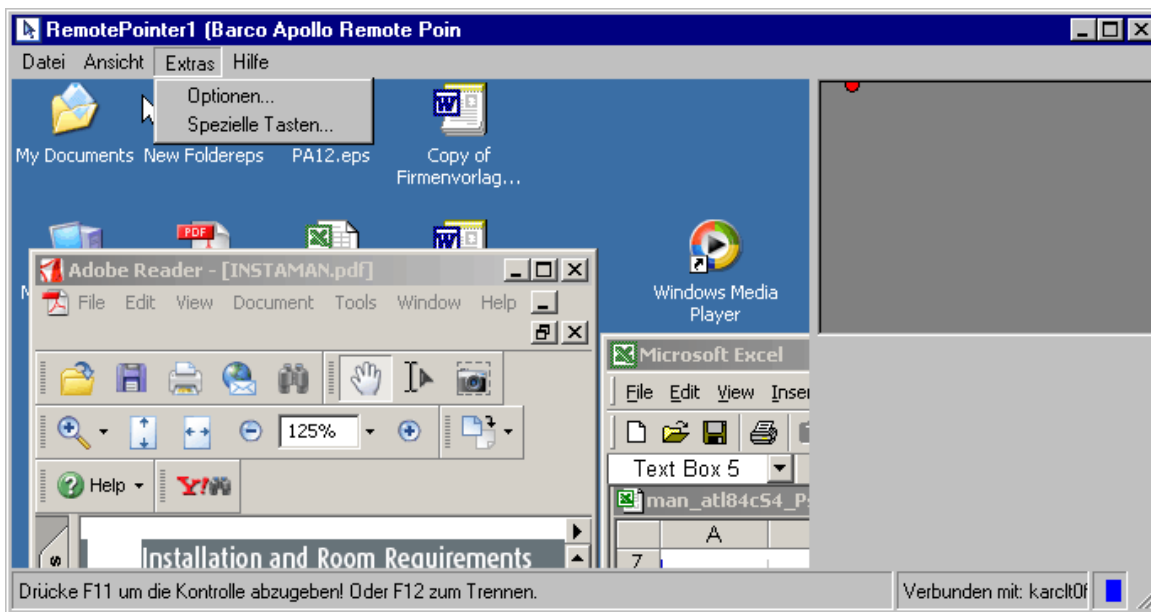 RemotePointer1 (Barco Apollo Remote Poin
Datei Ansicht Extras Hilfe
Optionen...
Spezielle Tasten...
My Documents
New Foldereps
PA12.eps
Copy of
Firmenvorlag...
PDF
Windows Media
Player
Adobe Reader - [INSTAMAN.pdf]
File Edit View Document Tools Window Help
125%
Help
Y!
Microsoft Excel
File Edit View Inser
Text Box 5
man_atl84c54_Ps
A
7
Installation and Room Requirements
Drücke F11 um die Kontrolle abzugeben! Oder F12 zum Trennen.
Verbunden mit: karclt0f